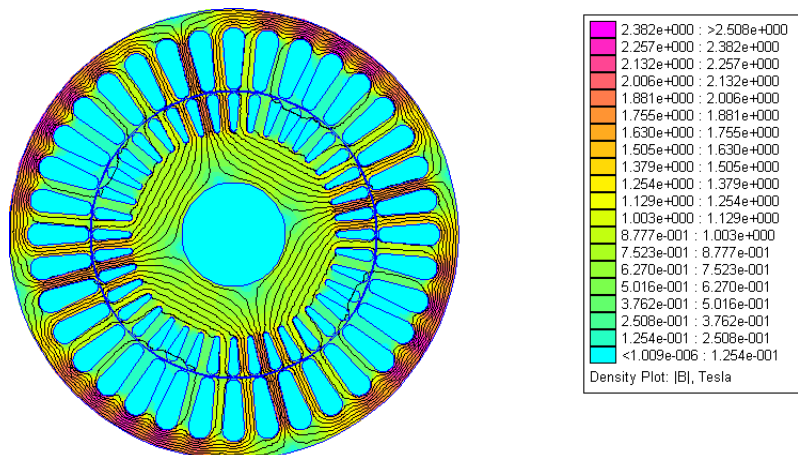 2.382e+000 : >2.508e+000
2.257e+000 : 2.382e+000
2.132e+000 : 2.257e+000
2.006e+000 : 2.132e+000
1.881e+000 : 2.006e+000
1.755e+000 : 1.881e+000
1.630e+000 : 1.755e+000
1.505e+000 : 1.630e+000
1.379e+000 : 1.505e+000
1.254e+000 : 1.379e+000
1.129e+000 : 1.254e+000
1.003e+000 : 1.129e+000
8.777e-001 : 1.003e+000
7.523e-001 : 8.777e-001
6.270e-001 : 7.523e-001
5.016e-001 : 6.270e-001
3.762e-001 : 5.016e-001
2.508e-001 : 3.762e-001
1.254e-001 : 2.508e-001
<1.009e-006 : 1.254e-001
Density Plot: |B|, Tesla